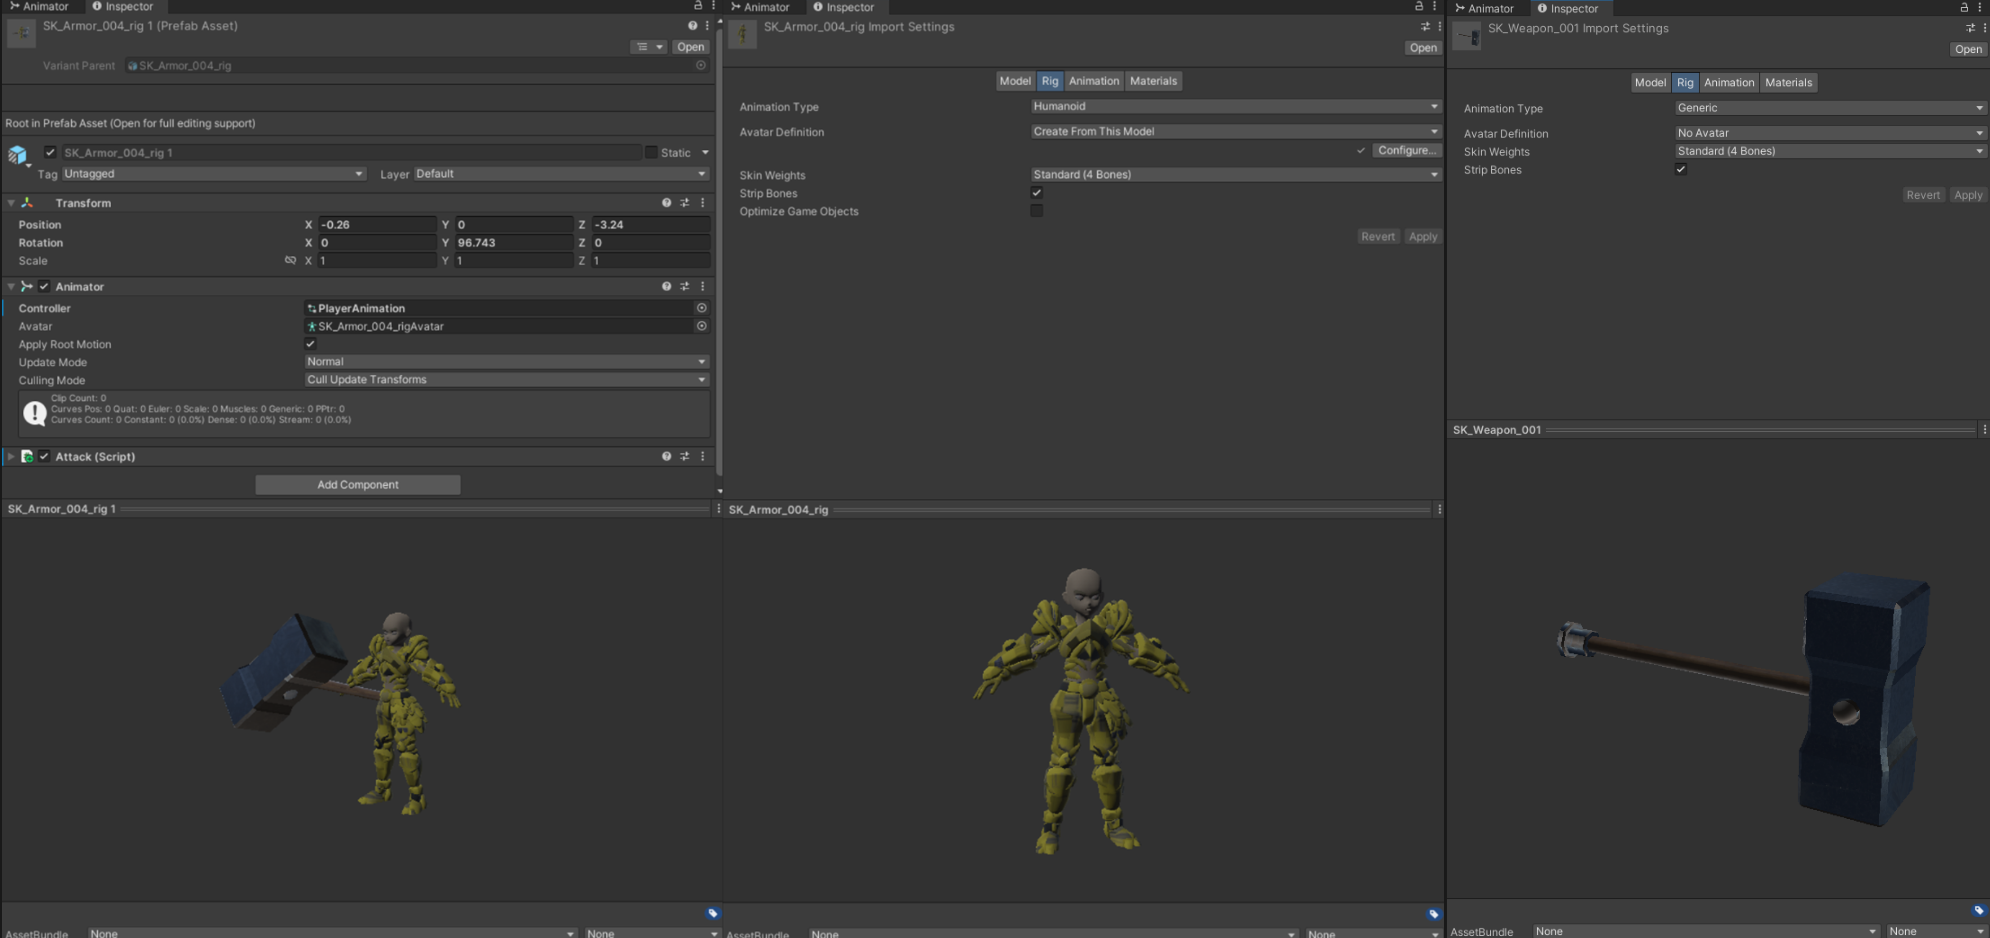 Animator
Inspector
SK_Armor_004_rig 1 (Prefab Asset)
Open
Variant Parent SK_Armor_004_rig
Root in Prefab Asset (Open for full editing support)
SK_Armor_004_rig 1 Static
Tag Untagged Layer Default
Transform
Position X -0.26 Y 0 Z -3.24
Rotation X 0 Y 96.743 Z 0
Scale X 1 Y 1 Z 1
Animator
Controller PlayerAnimation
Avatar SK_Armor_004_rigAvatar
Apply Root Motion
Update Mode Normal
Culling Mode Cull Update Transforms
Clip Count: 0
Curves Pos: 0 Quat: 0 Euler: 0 Scale: 0 Muscles: 0 Generic: 0 PPtr: 0
Curves Count: 0 Constant: 0 (0.0%) Dense: 0 (0.0%) Stream: 0 (0.0%)
Attack (Script)
Add Component
SK_Armor_004_rig 1
AssetBundle None None
Animator
Inspector
SK_Armor_004_rig Import Settings
Open
Model Rig Animation Materials
Animation Type Humanoid
Avatar Definition Create From This Model
Configure...
Skin Weights Standard (4 Bones)
Strip Bones
Optimize Game Objects
Revert Apply
SK_Armor_004_rig
AssetBundle None None
Animator
Inspector
SK_Weapon_001 Import Settings
Open
Model Rig Animation Materials
Animation Type Generic
Avatar Definition No Avatar
Skin Weights Standard (4 Bones)
Strip Bones
Revert Apply
SK_Weapon_001
AssetBundle None None